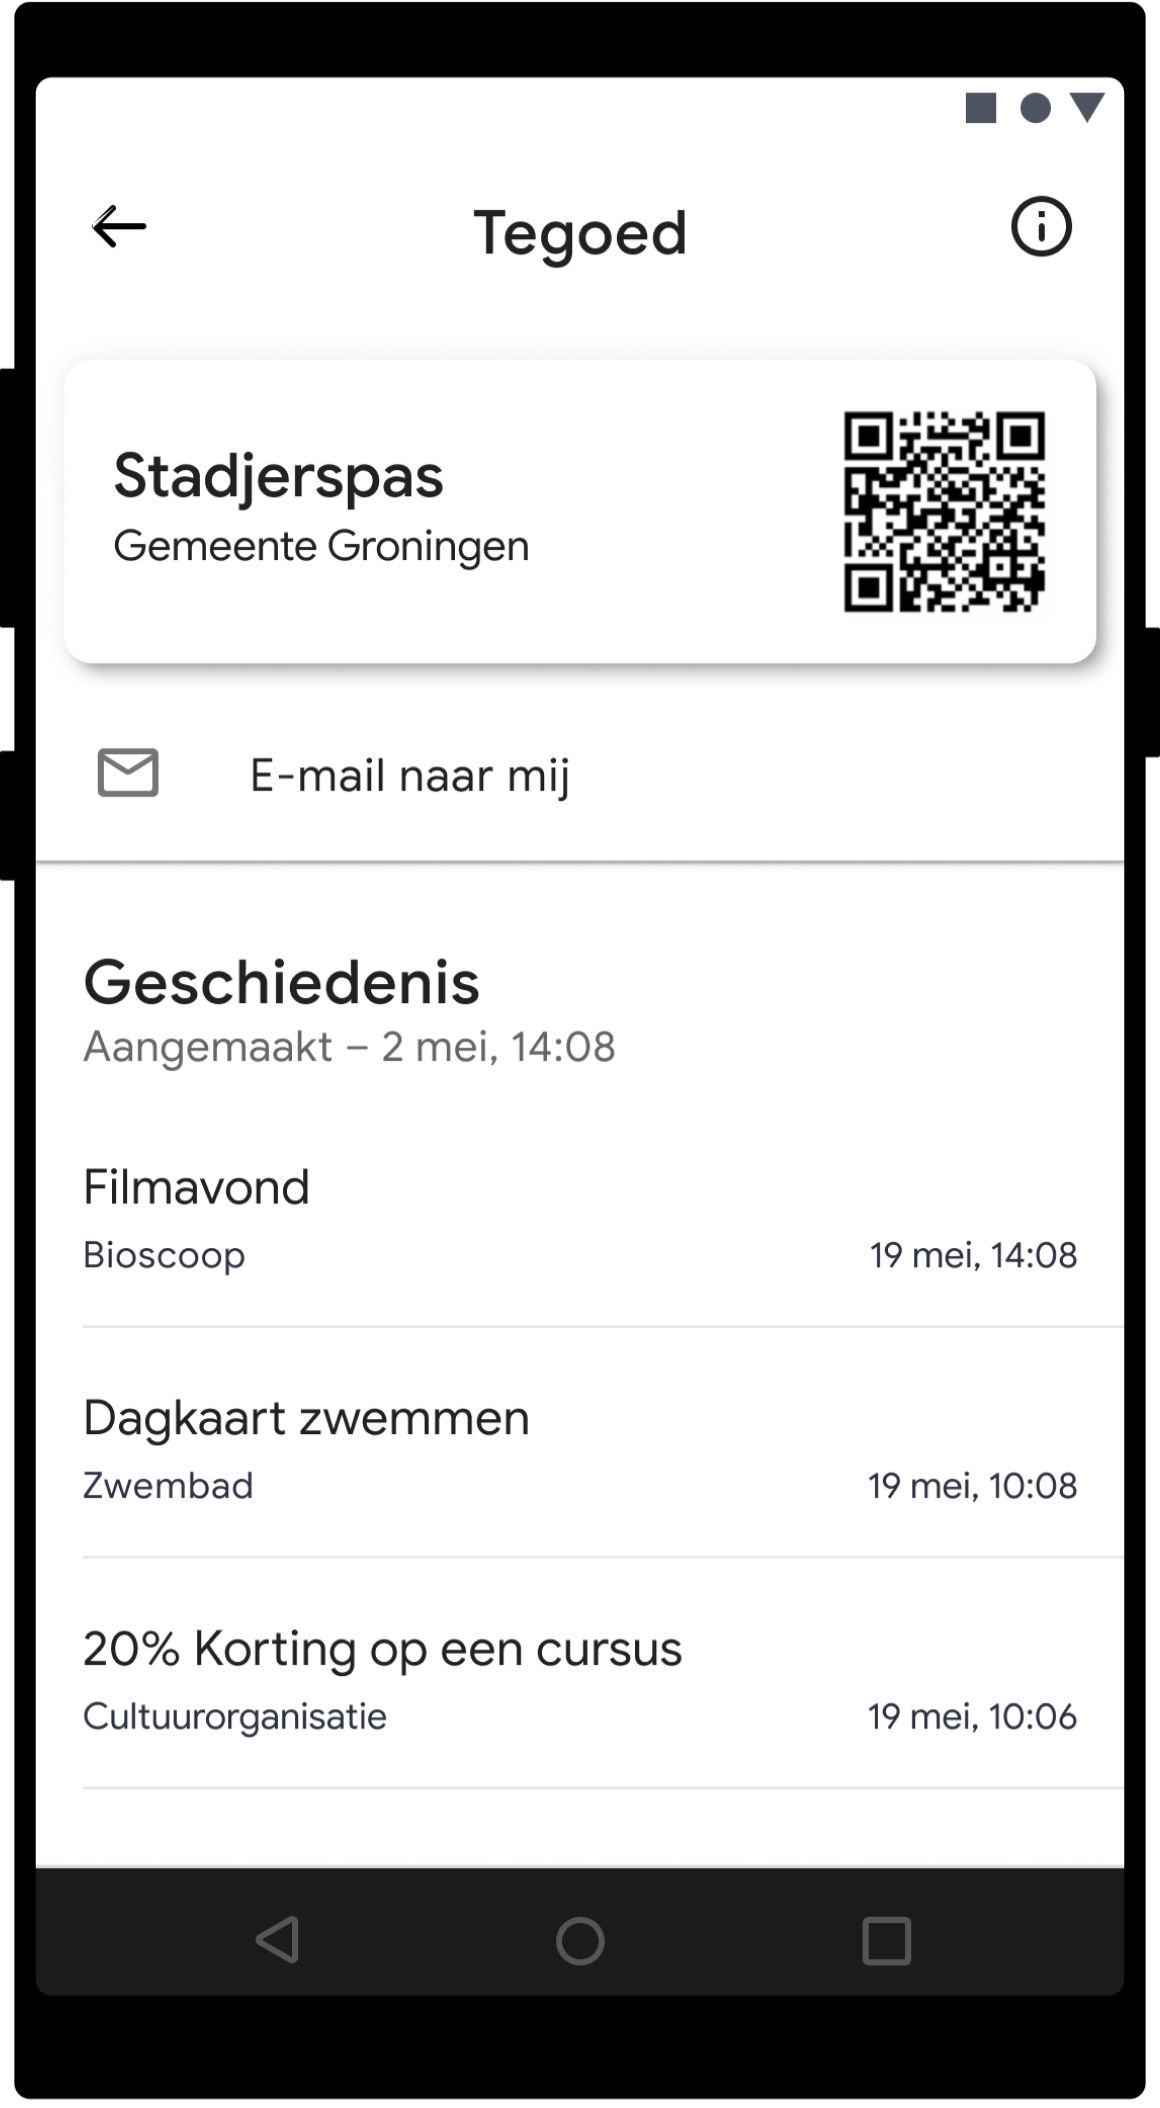 Tegoed
Stadjerspas
Gemeente Groningen
E-mail naar mij
Geschiedenis
Aangemaakt – 2 mei, 14:08
Filmavond
Bioscoop 19 mei, 14:08
Dagkaart zwemmen
Zwembad 19 mei, 10:08
20% Korting op een cursus
Cultuurorganisatie 19 mei, 10:06